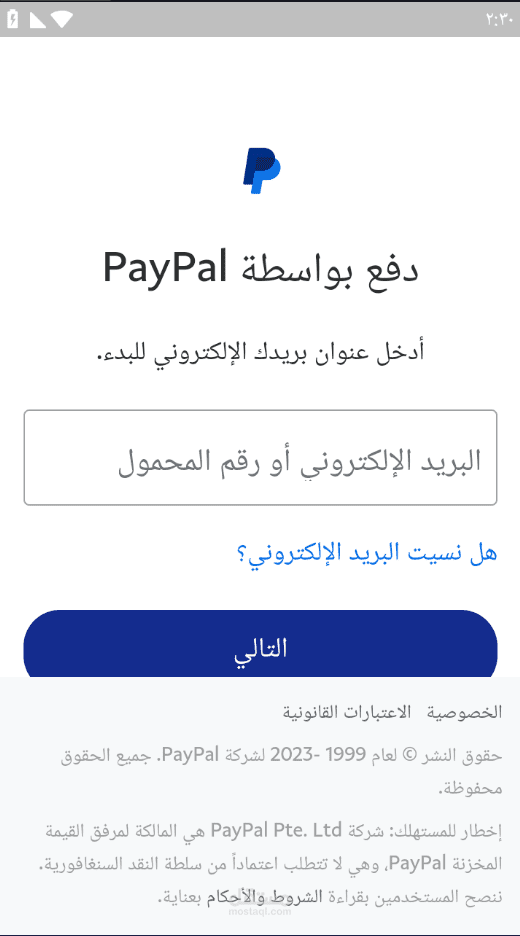 ٢:٣٠
دفع بواسطة PayPal
أدخل عنوان بريدك الإلكتروني للبدء.
البريد الإلكتروني أو رقم المحمول
هل نسيت البريد الإلكتروني؟
التالي
الخصوصية الاعتبارات القانونية
حقوق النشر © لعام 1999 -2023 لشركة PayPal. جميع الحقوق
محفوظة.
إخطار للمستهلك: شركة PayPal Pte. Ltd هي المالكة لمرفق القيمة
المخزنة PayPal، وهي لا تتطلب اعتماداً من سلطة النقد السنغافورية.
ننصح المستخدمين بقراءة الشروط والأحكام بعناية.
مستقل
mostaql.com